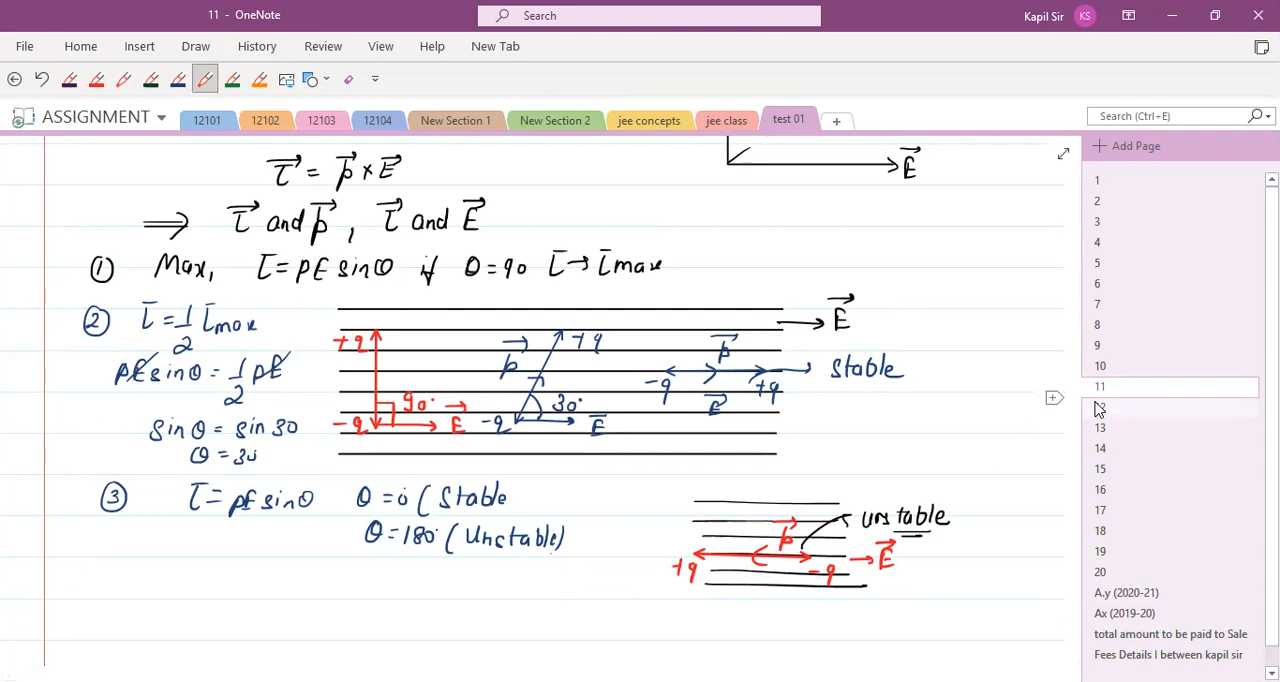 11 - OneNote
Search
Kapil Sir KS
File Home Insert Draw History Review View Help New Tab
ASSIGNMENT 12101 12102 12103 12104 New Section 1 New Section 2 jee concepts jee class test 01 +
Search (Ctrl+E)
Add Page
1
2
3
4
5
6
7
8
9
10
11
13
14
15
16
17
18
19
20
A.y (2020-21)
Ax (2019-20)
total amount to be paid to Sale
Fees Details I between kapil sir
E⃗
τ⃗ = p⃗ × E⃗
⟹ τ⃗ and p⃗, τ⃗ and E⃗
① Max, τ = pE sinθ if θ = 90 τ → τmax
② τ = 1/2 τmax
pE sinθ = 1/2 pE
sinθ = sin 30
θ = 30
E⃗
+q
-q 90° E⃗
p⃗ +q
-q 30° E⃗
p⃗
-q +q stable
E⃗
③ τ = pE sinθ θ = 0 (Stable
θ = 180 (Unstable)
unstable
p⃗
+q -q E⃗